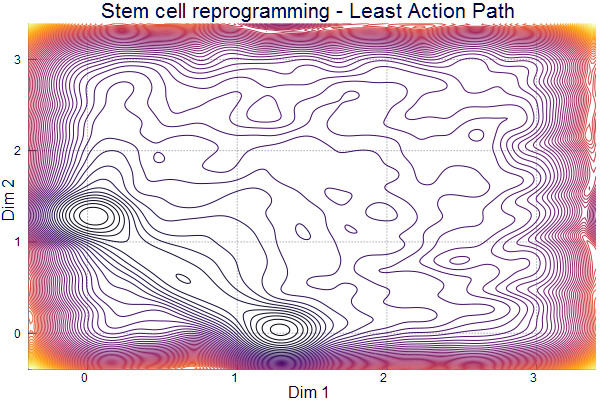 Stem cell reprogramming - Least Action Path
3
2
1
0
Dim 2
0 1 2 3
Dim 1